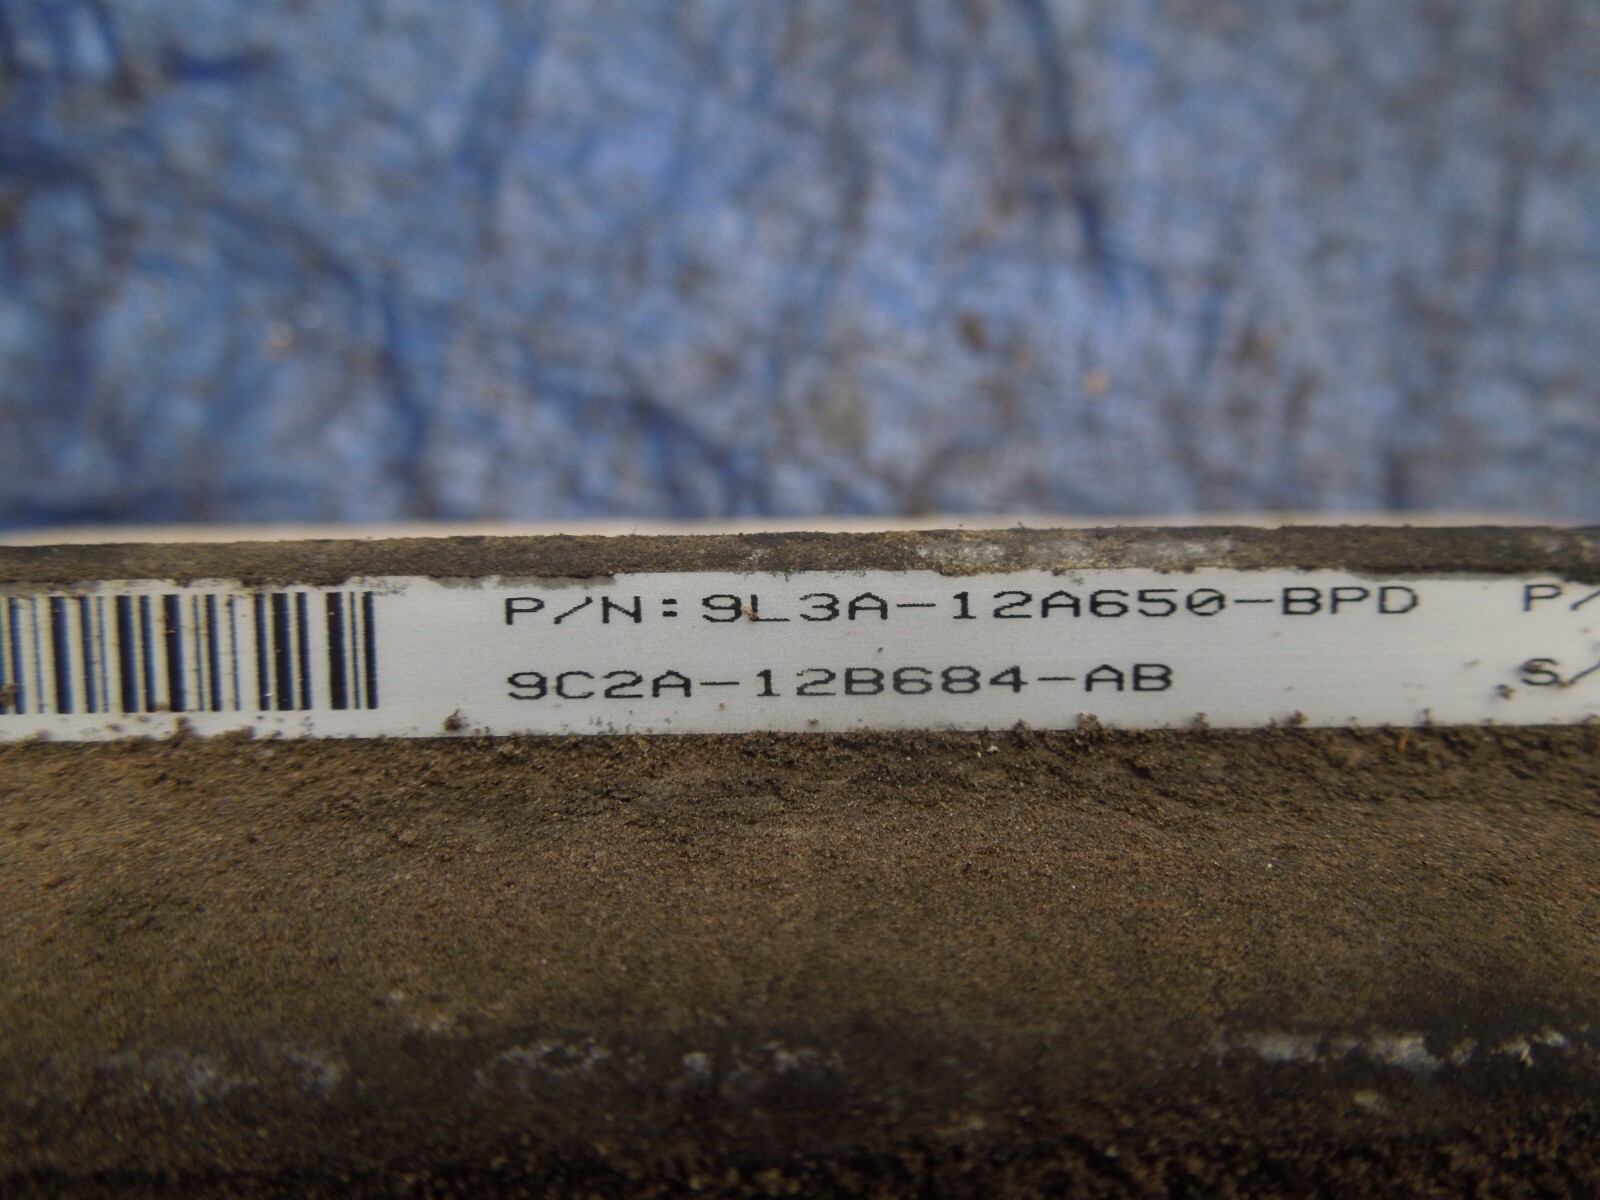 P/N:9L3A-12A650-BPD P/
9C2A-12B684-AB S/